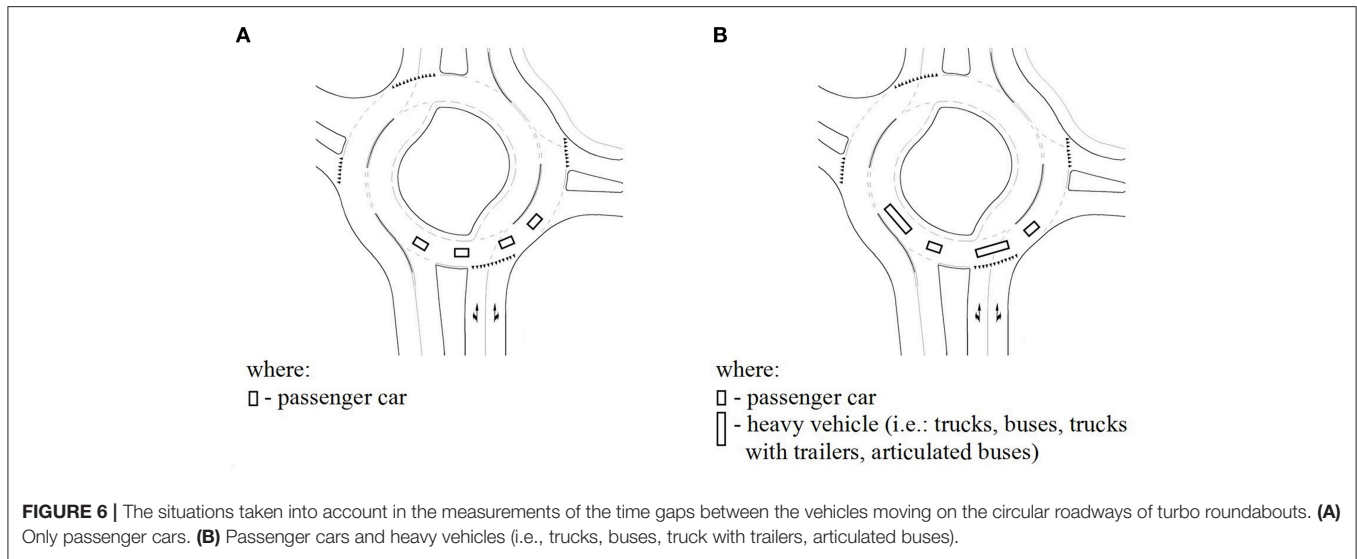 A
B
where:
- passenger car
where:
- passenger car
- heavy vehicle (i.e.: trucks, buses, trucks
with trailers, articulated buses)
FIGURE 6 | The situations taken into account in the measurements of the time gaps between the vehicles moving on the circular roadways of turbo roundabouts. (A)
Only passenger cars. (B) Passenger cars and heavy vehicles (i.e., trucks, buses, truck with trailers, articulated buses).